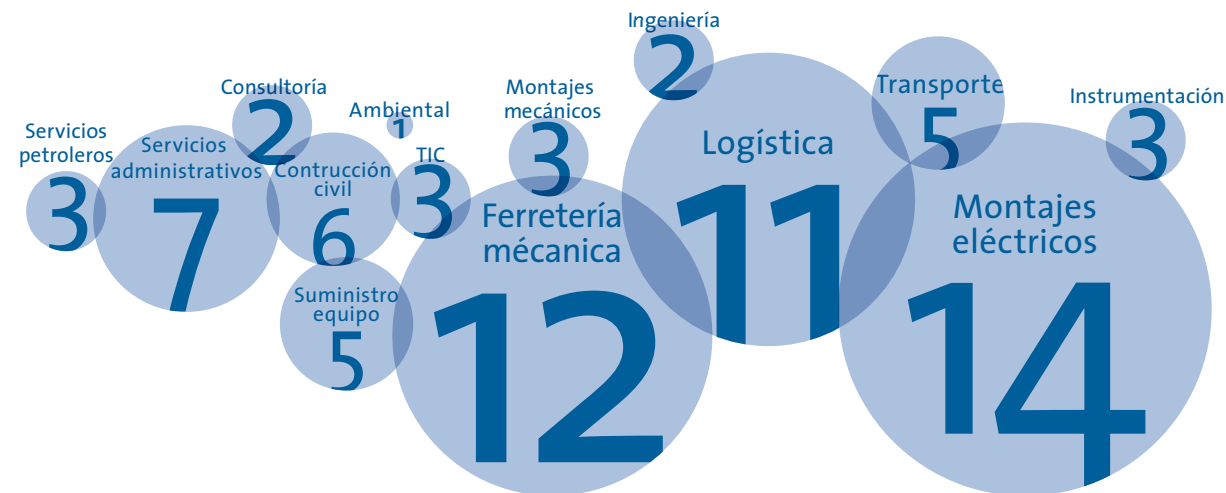 Servicios
petroleros
3
Servicios
administrativos
7
Consultoría
2
Contrucción
civil
6
Suministro
equipo
5
Ambiental
1
TIC
3
Montajes
mecánicos
3
Ferretería
mécanica
12
Ingeniería
2
Logística
11
Transporte
5
Montajes
eléctricos
14
Instrumentación
3